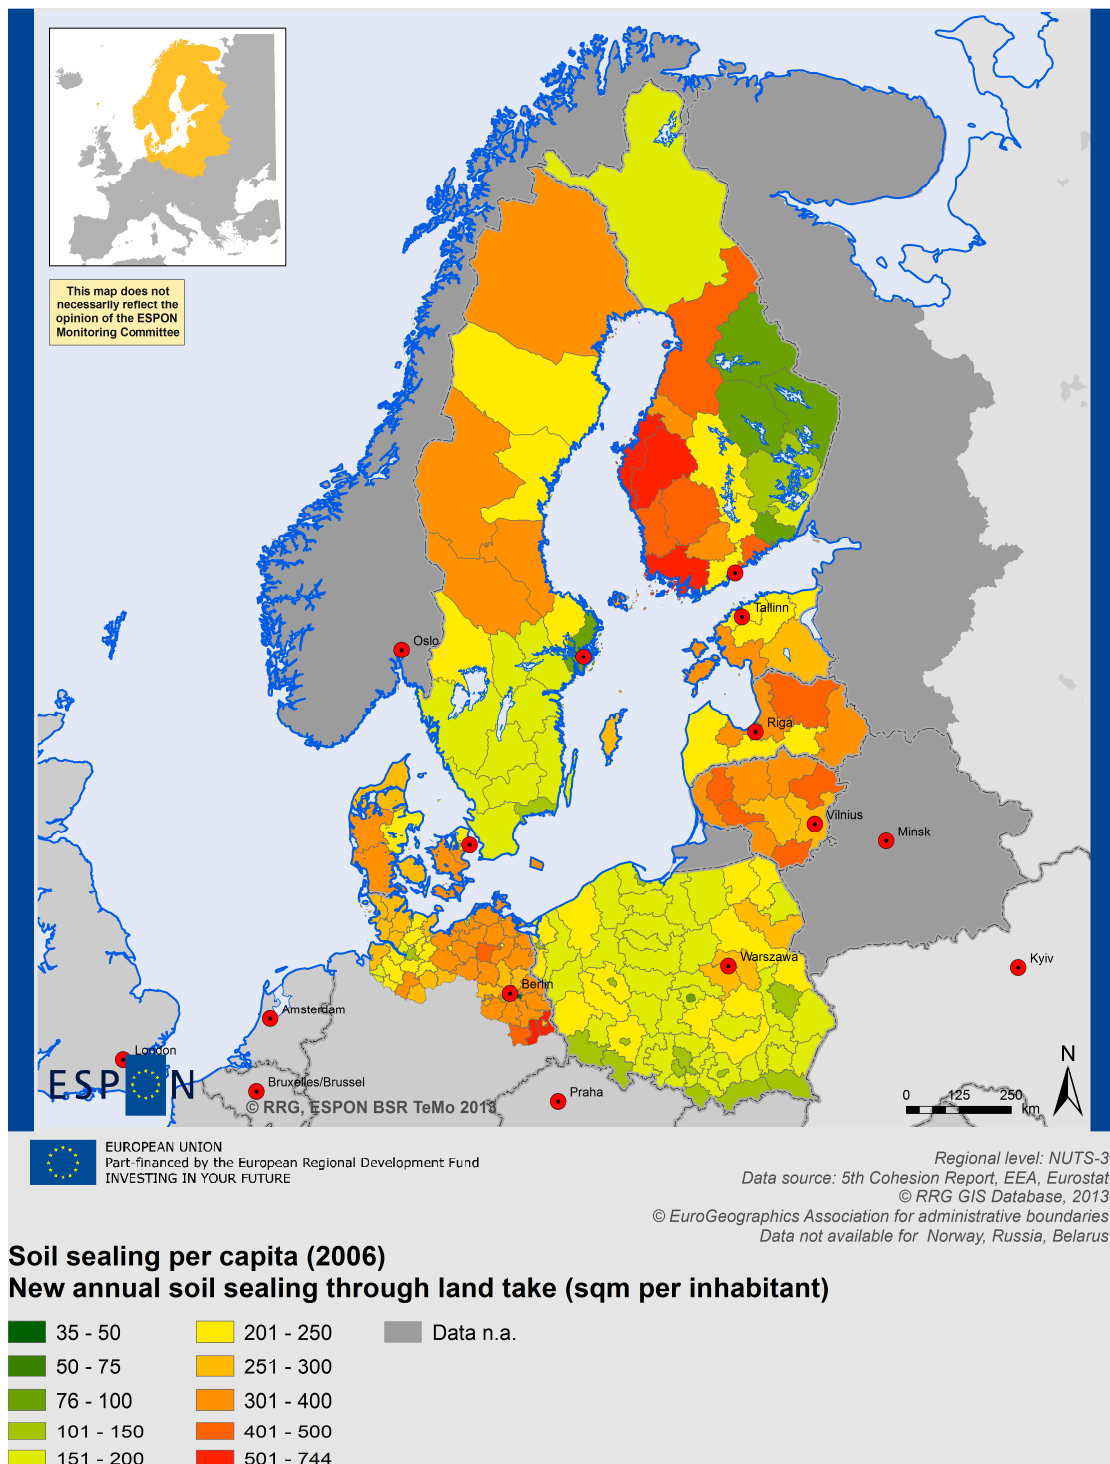 This map does not
necessarily reflect the
opinion of the ESPON
Monitoring Committee
Oslo
Tallinn
Riga
Vilnius
Minsk
Warszawa
Kyiv
Berlin
Amsterdam
London
Bruxelles/Brussel
Praha
ESPON
© RRG, ESPON BSR TeMo 2013
N
0 125 250
km
EUROPEAN UNION
Part-financed by the European Regional Development Fund
INVESTING IN YOUR FUTURE
Regional level: NUTS-3
Data source: 5th Cohesion Report, EEA, Eurostat
© RRG GIS Database, 2013
© EuroGeographics Association for administrative boundaries
Data not available for Norway, Russia, Belarus
Soil sealing per capita (2006)
New annual soil sealing through land take (sqm per inhabitant)
35 - 50
50 - 75
76 - 100
101 - 150
151 - 200
201 - 250
251 - 300
301 - 400
401 - 500
501 - 744
Data n.a.